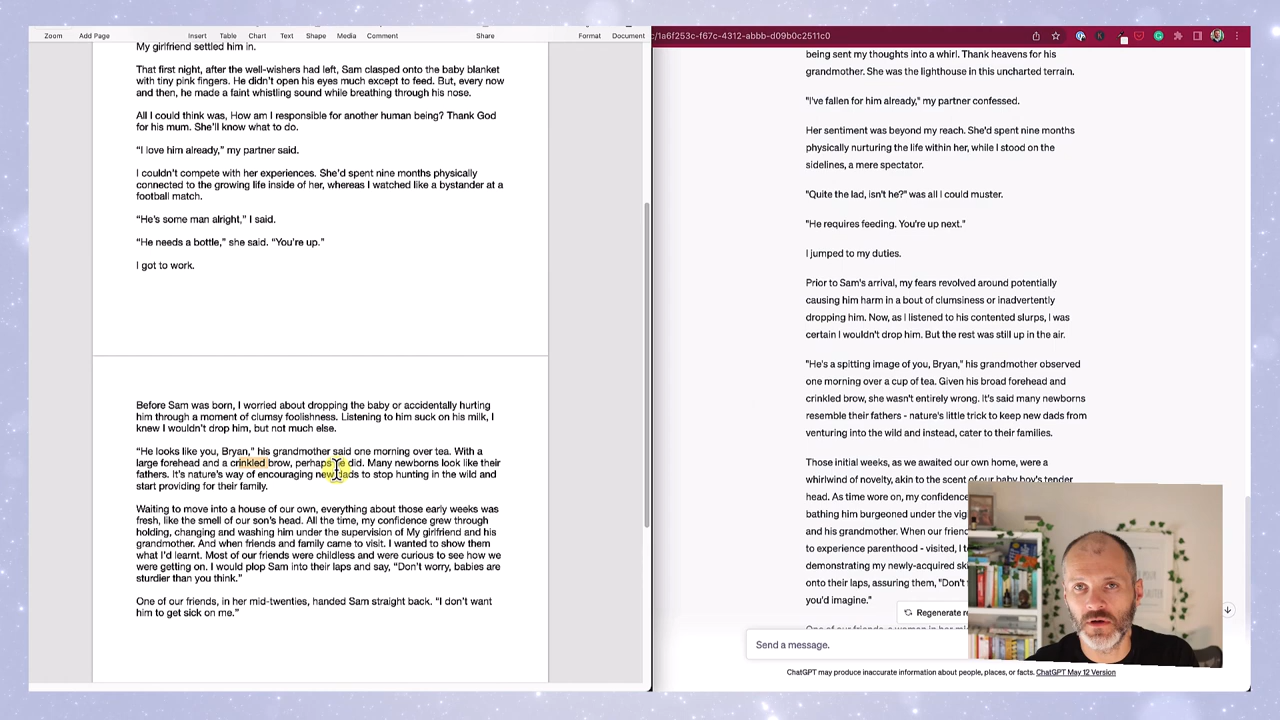 Zoom
Add Page
Insert
Table
Chart
Text
Shape
Media
Comment
Share
Format
Document
My girlfriend settled him in.
That first night, after the well-wishers had left, Sam clasped onto the baby blanket
with tiny pink fingers. He didn't open his eyes much except to feed. But, every now
and then, he made a faint whistling sound while breathing through his nose.
All I could think was, How am I responsible for another human being? Thank God
for his mum. She'll know what to do.
“I love him already,” my partner said.
I couldn't compete with her experiences. She'd spent nine months physically
connected to the growing life inside of her, whereas I watched like a bystander at a
football match.
“He's some man alright,” I said.
“He needs a bottle,” she said. “You're up.”
I got to work.
Before Sam was born, I worried about dropping the baby or accidentally hurting
him through a moment of clumsy foolishness. Listening to him suck on his milk, I
knew I wouldn't drop him, but not much else.
“He looks like you, Bryan,” his grandmother said one morning over tea. With a
large forehead and a crinkled brow, perhaps he did. Many newborns look like their
fathers. It's nature's way of encouraging new dads to stop hunting in the wild and
start providing for their family.
Waiting to move into a house of our own, everything about those early weeks was
fresh, like the smell of our son's head. All the time, my confidence grew through
holding, changing and washing him under the supervision of My girlfriend and his
grandmother. And when friends and family came to visit. I wanted to show them
what I'd learnt. Most of our friends were childless and were curious to see how we
were getting on. I would plop Sam into their laps and say, “Don't worry, babies are
sturdier than you think.”
One of our friends, in her mid-twenties, handed Sam straight back. “I don't want
him to get sick on me.”
/1a6f253c-f67c-4312-abbb-d09b0c2511c0
being sent my thoughts into a whirl. Thank heavens for his
grandmother. She was the lighthouse in this uncharted terrain.
"I've fallen for him already," my partner confessed.
Her sentiment was beyond my reach. She'd spent nine months
physically nurturing the life within her, while I stood on the
sidelines, a mere spectator.
"Quite the lad, isn't he?" was all I could muster.
"He requires feeding. You're up next."
I jumped to my duties.
Prior to Sam's arrival, my fears revolved around potentially
causing him harm in a bout of clumsiness or inadvertently
dropping him. Now, as I listened to his contented slurps, I was
certain I wouldn't drop him. But the rest was still up in the air.
"He's a spitting image of you, Bryan," his grandmother observed
one morning over a cup of tea. Given his broad forehead and
crinkled brow, she wasn't entirely wrong. It's said many newborns
resemble their fathers - nature's little trick to keep new dads from
venturing into the wild and instead, cater to their families.
Those initial weeks, as we awaited our own home, were a
whirlwind of novelty, akin to the scent of our baby boy's tender
head. As time wore on, my confidence
bathing him burgeoned under the
and his grandmother. When our
to experience parenthood - visited, I
demonstrating my newly-acquired
onto their laps, assuring them, "Don't
you'd imagine."
One of our friends, a woman in her
Regenerate
Send a message.
ChatGPT may produce inaccurate information about people, places, or facts. ChatGPT May 12 Version